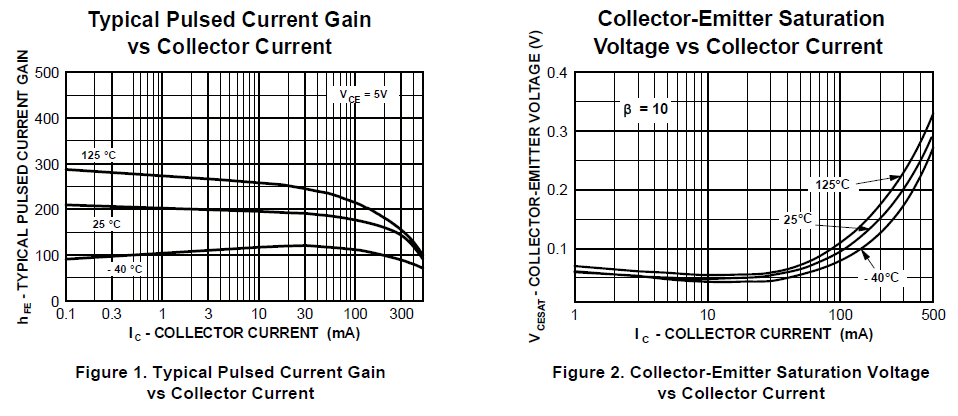 Typical Pulsed Current Gain
vs Collector Current
hFE - TYPICAL PULSED CURRENT GAIN
500
400
300
200
100
0
VCE = 5V
125 °C
25 °C
- 40 °C
0.1 0.3 1 3 10 30 100 300
IC - COLLECTOR CURRENT (mA)
Figure 1. Typical Pulsed Current Gain
vs Collector Current
Collector-Emitter Saturation
Voltage vs Collector Current
VCESAT - COLLECTOR-EMITTER VOLTAGE (V)
0.4
0.3
0.2
0.1
β = 10
125°C
25°C
- 40°C
1 10 100 500
IC - COLLECTOR CURRENT (mA)
Figure 2. Collector-Emitter Saturation Voltage
vs Collector Current